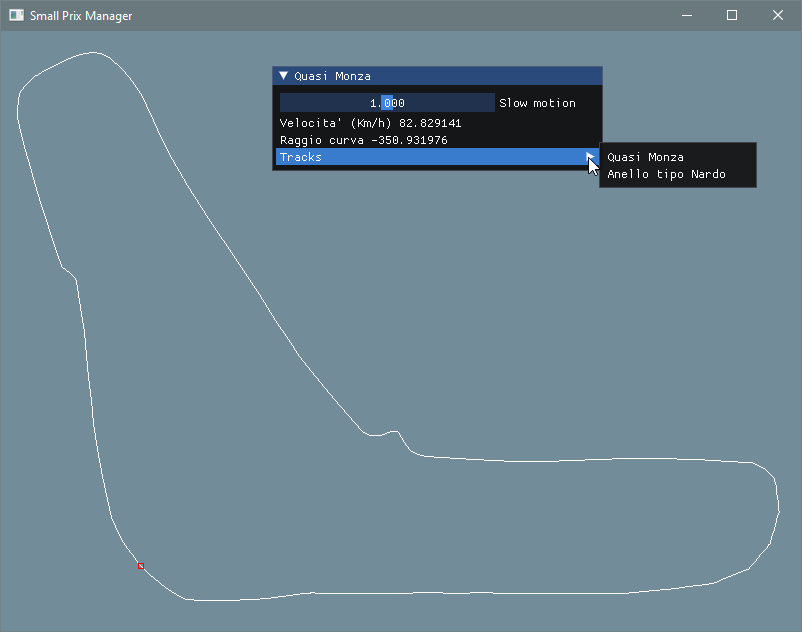 Small Prix Manager
Quasi Monza
1.000 Slow motion
Velocita' (Km/h) 82.829141
Raggio curva -350.931976
Tracks
Quasi Monza
Anello tipo Nardo